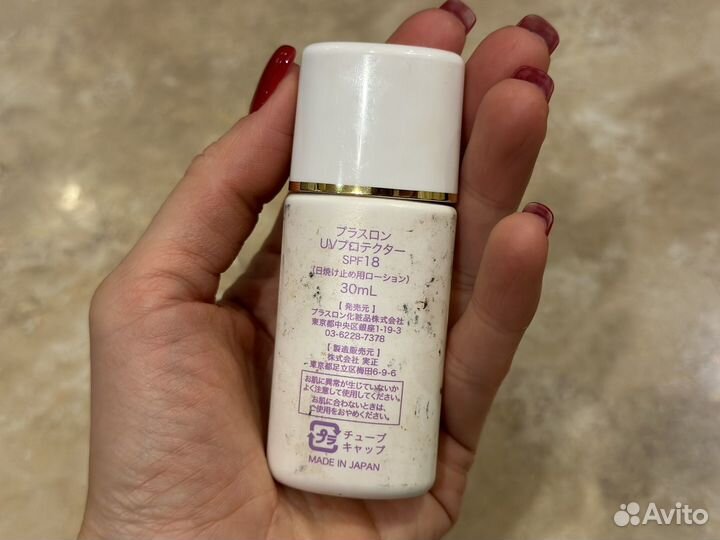 プラスロン
UVプロテクター
SPF18
(日焼け止め用ローション)
30mL
【 発売元 】
プラスロン化粧品株式会社
東京都中央区銀座1-19-3
03-6228-7378
【 製造販売元 】
株式会社 実正
東京都足立区梅田6-9-6
お肌に異常が生じていないか
よく注意して使用してください。
お肌に合わないときは、
ご使用をおやめください。
プラ
チューブ
キャップ
MADE IN JAPAN
Avito